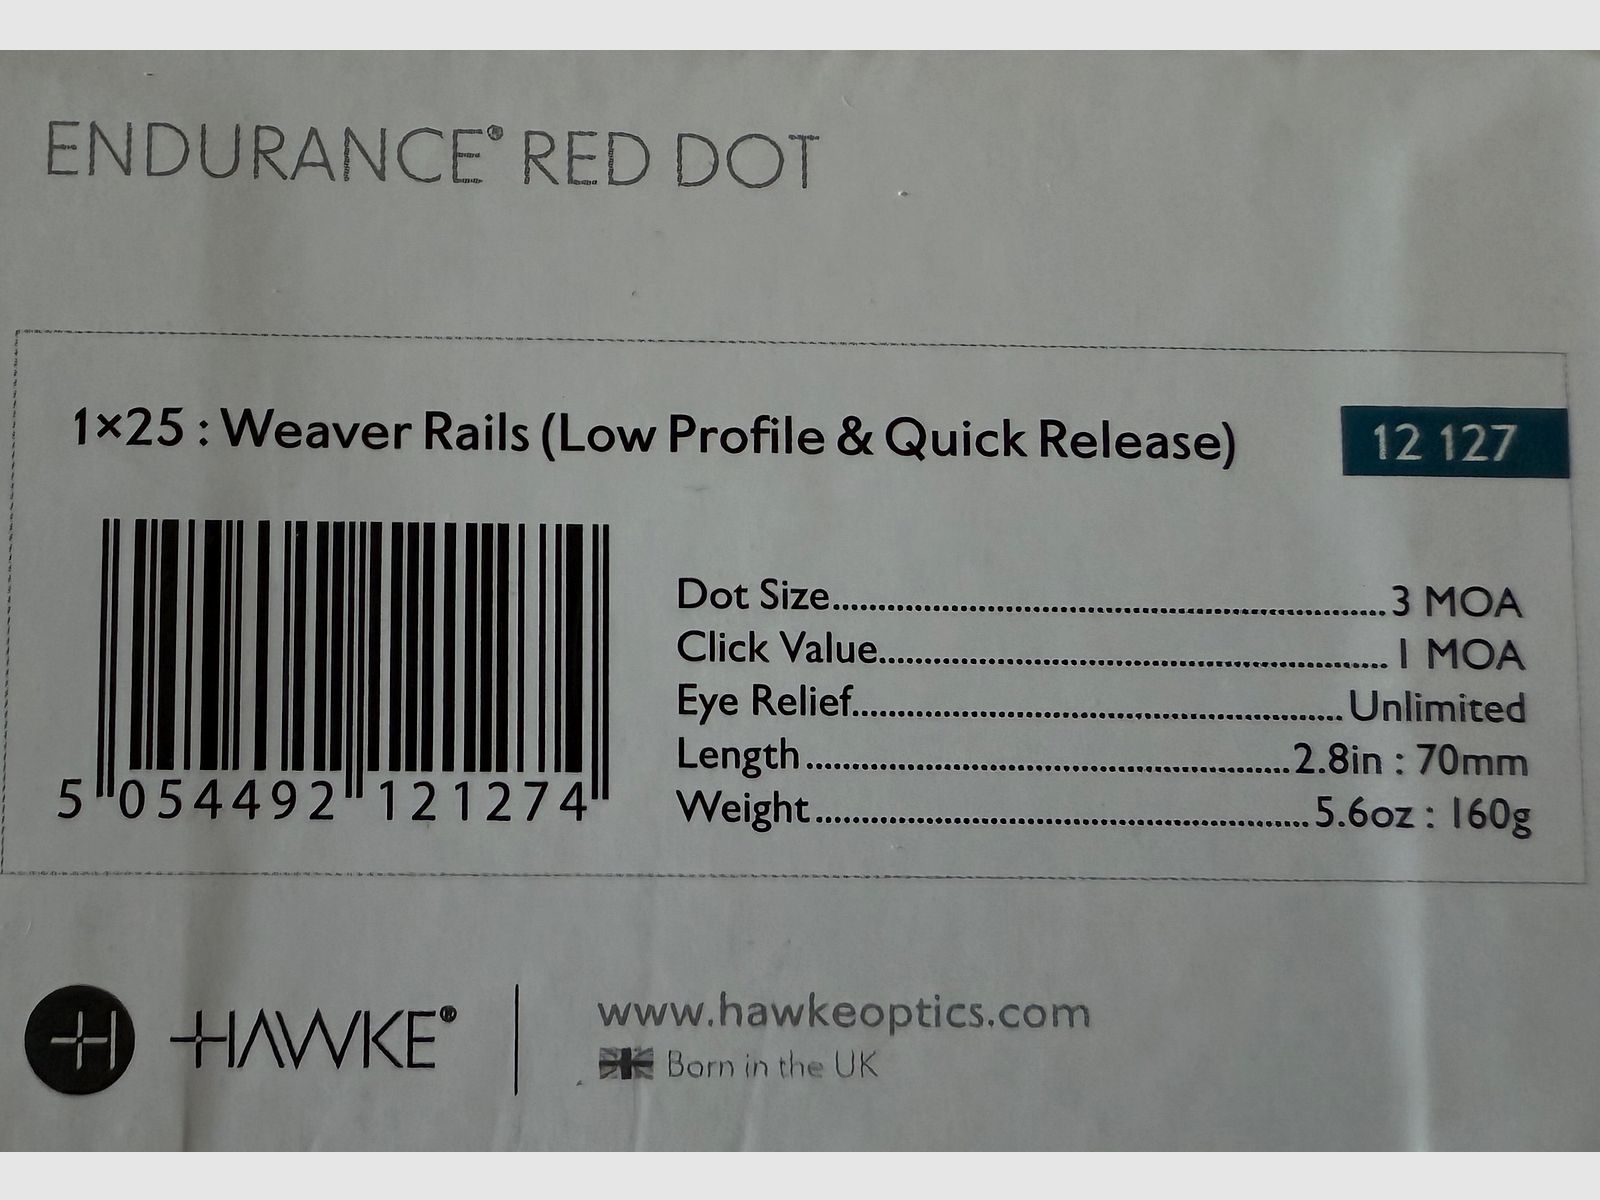 ENDURANCE® RED DOT
1×25 : Weaver Rails (Low Profile & Quick Release)
12 127
Dot Size 3 MOA
Click Value 1 MOA
Eye Relief Unlimited
Length 2.8in : 70mm
Weight 5.6oz : 160g
5 054492 121274
HAWKE®
www.hawkeoptics.com
Born in the UK